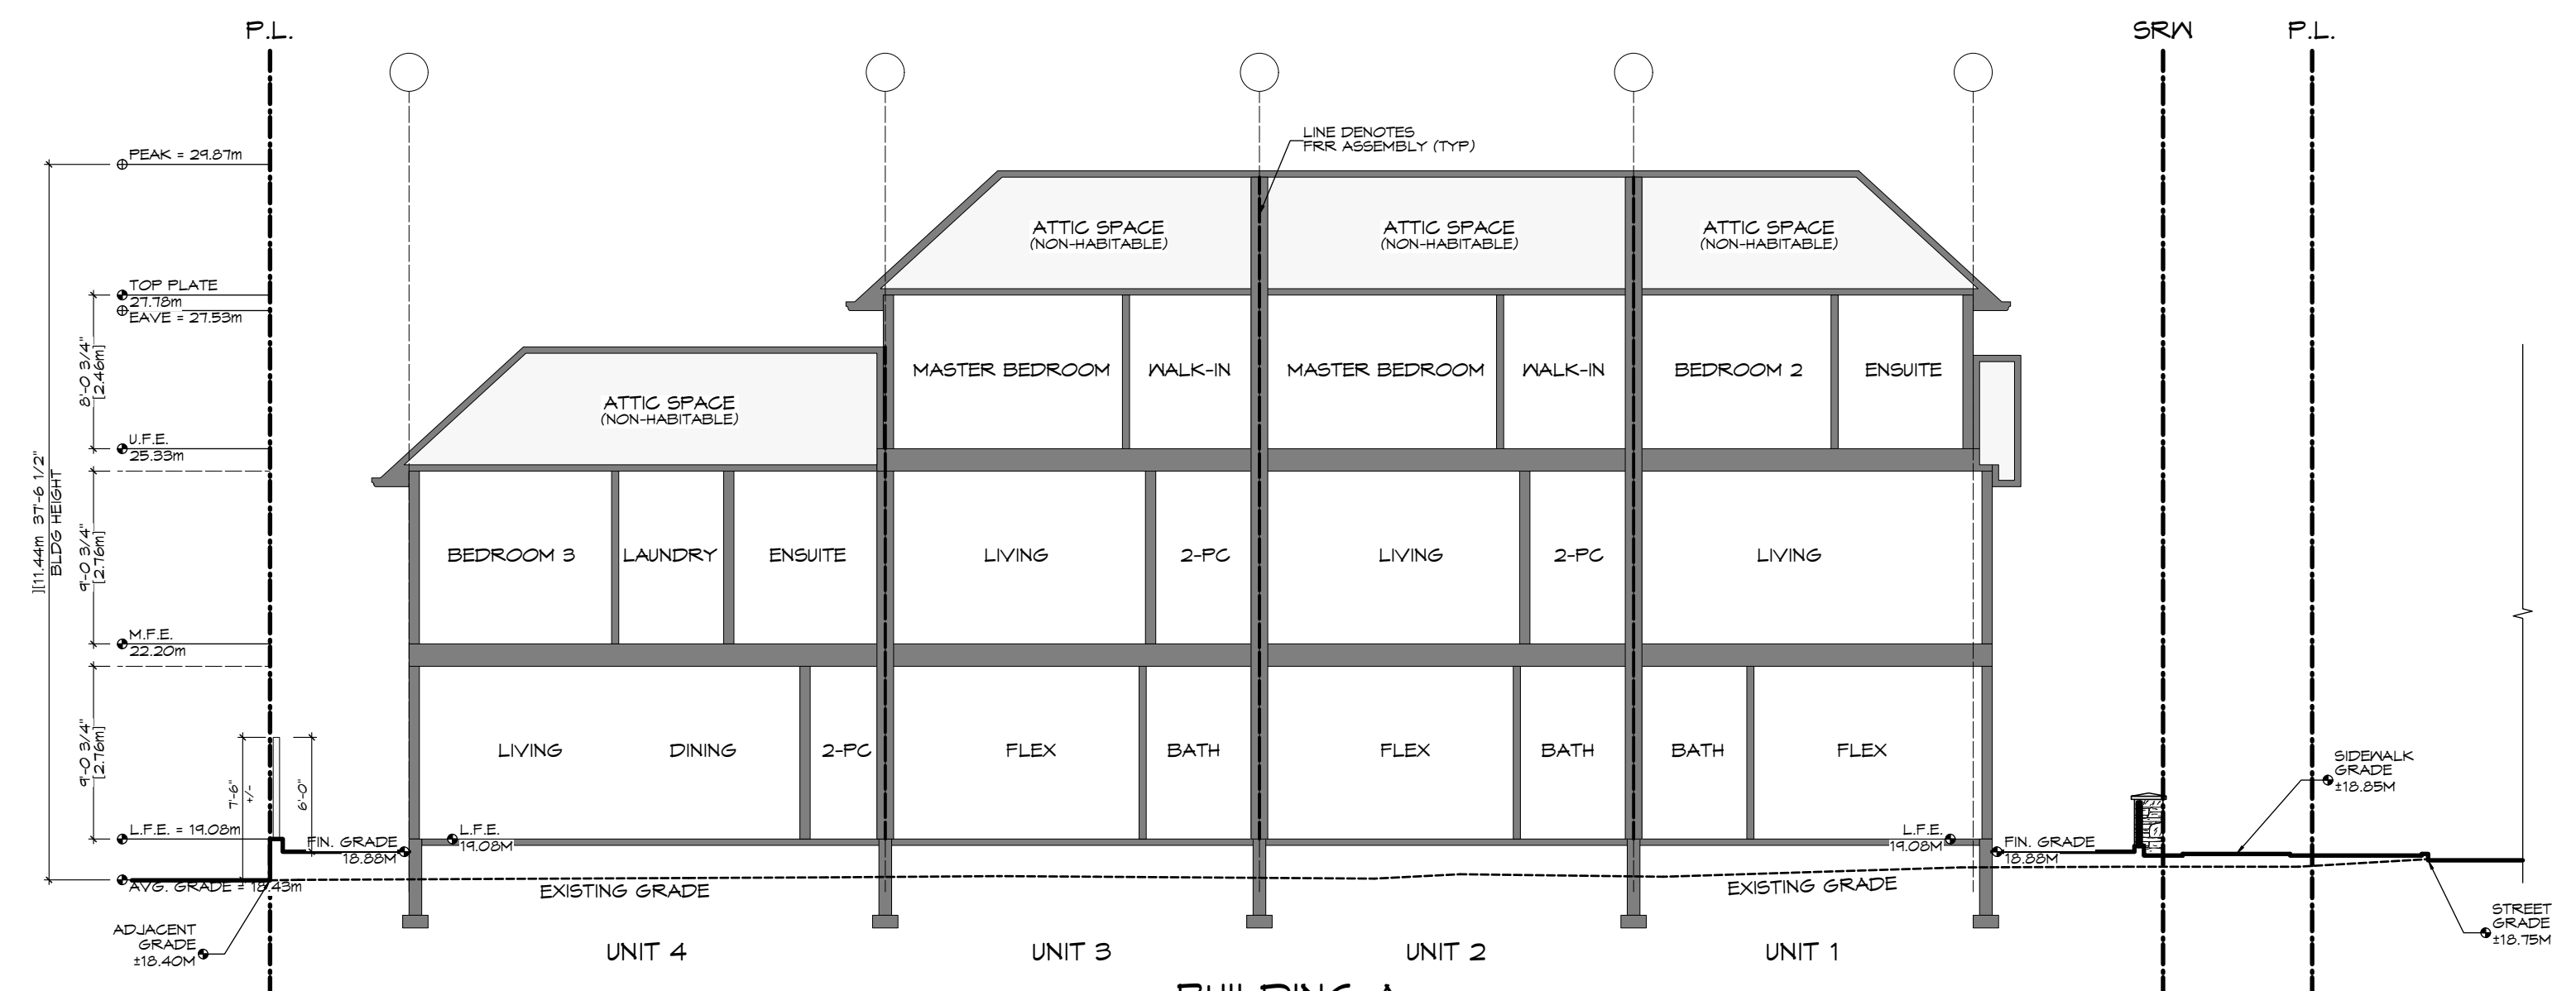 P.L.
SRW
P.L.
LINE DENOTES
FRR ASSEMBLY (TYP)
PEAK = 29.87m
TOP PLATE
27.78m
EAVE = 27.53m
U.F.E.
25.33m
M.F.E.
22.20m
L.F.E. = 19.08m
AVG. GRADE = 18.43m
][11.44m 37'-6 1/2"
BLDG HEIGHT
8'-0 3/4"
[2.46m]
9'-0 3/4"
[2.76m]
9'-0 3/4"
[2.76m]
7'-6"
+/-
6'-0"
ATTIC SPACE
(NON-HABITABLE)
ATTIC SPACE
(NON-HABITABLE)
ATTIC SPACE
(NON-HABITABLE)
ATTIC SPACE
(NON-HABITABLE)
MASTER BEDROOM
WALK-IN
MASTER BEDROOM
WALK-IN
BEDROOM 2
ENSUITE
BEDROOM 3
LAUNDRY
ENSUITE
LIVING
2-PC
LIVING
2-PC
LIVING
LIVING
DINING
2-PC
FLEX
BATH
FLEX
BATH
BATH
FLEX
FIN. GRADE
18.88M
L.F.E.
19.08M
L.F.E.
19.08M
FIN. GRADE
18.88M
SIDEWALK
GRADE
±18.85M
EXISTING GRADE
EXISTING GRADE
ADJACENT
GRADE
±18.40M
STREET
GRADE
±18.75M
UNIT 4
UNIT 3
UNIT 2
UNIT 1
BUILDING A